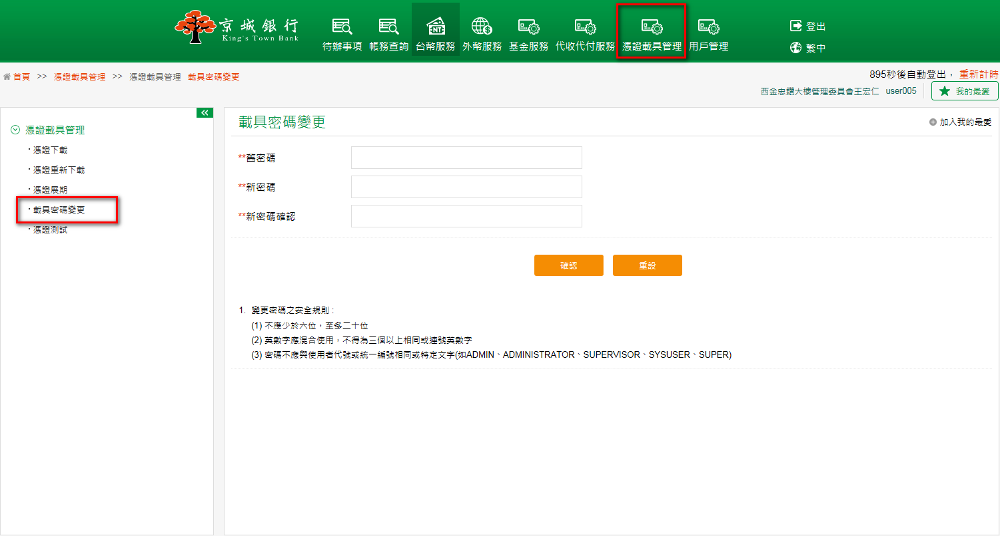 京城銀行
King's Town Bank
待辦事項 帳務查詢 台幣服務 外幣服務 基金服務 代收代付服務 憑證載具管理 用戶管理
NT
登出
繁中
首頁 >> 憑證載具管理 >> 憑證載具管理 載具密碼變更
895秒後自動登出， 重新計時
西金忠鑽大樓管理委員會王宏仁 user005
我的最愛
憑證載具管理
・憑證下載
・憑證重新下載
・憑證展期
・載具密碼變更
・憑證測試
載具密碼變更
加入我的最愛
**舊密碼
**新密碼
**新密碼確認
確認 重設
1. 變更密碼之安全規則：
(1) 不應少於六位，至多二十位
(2) 英數字應混合使用，不得為三個以上相同或連號英數字
(3) 密碼不應與使用者代號或統一編號相同或特定文字(如ADMIN、ADMINISTRATOR、SUPERVISOR、SYSUSER、SUPER)